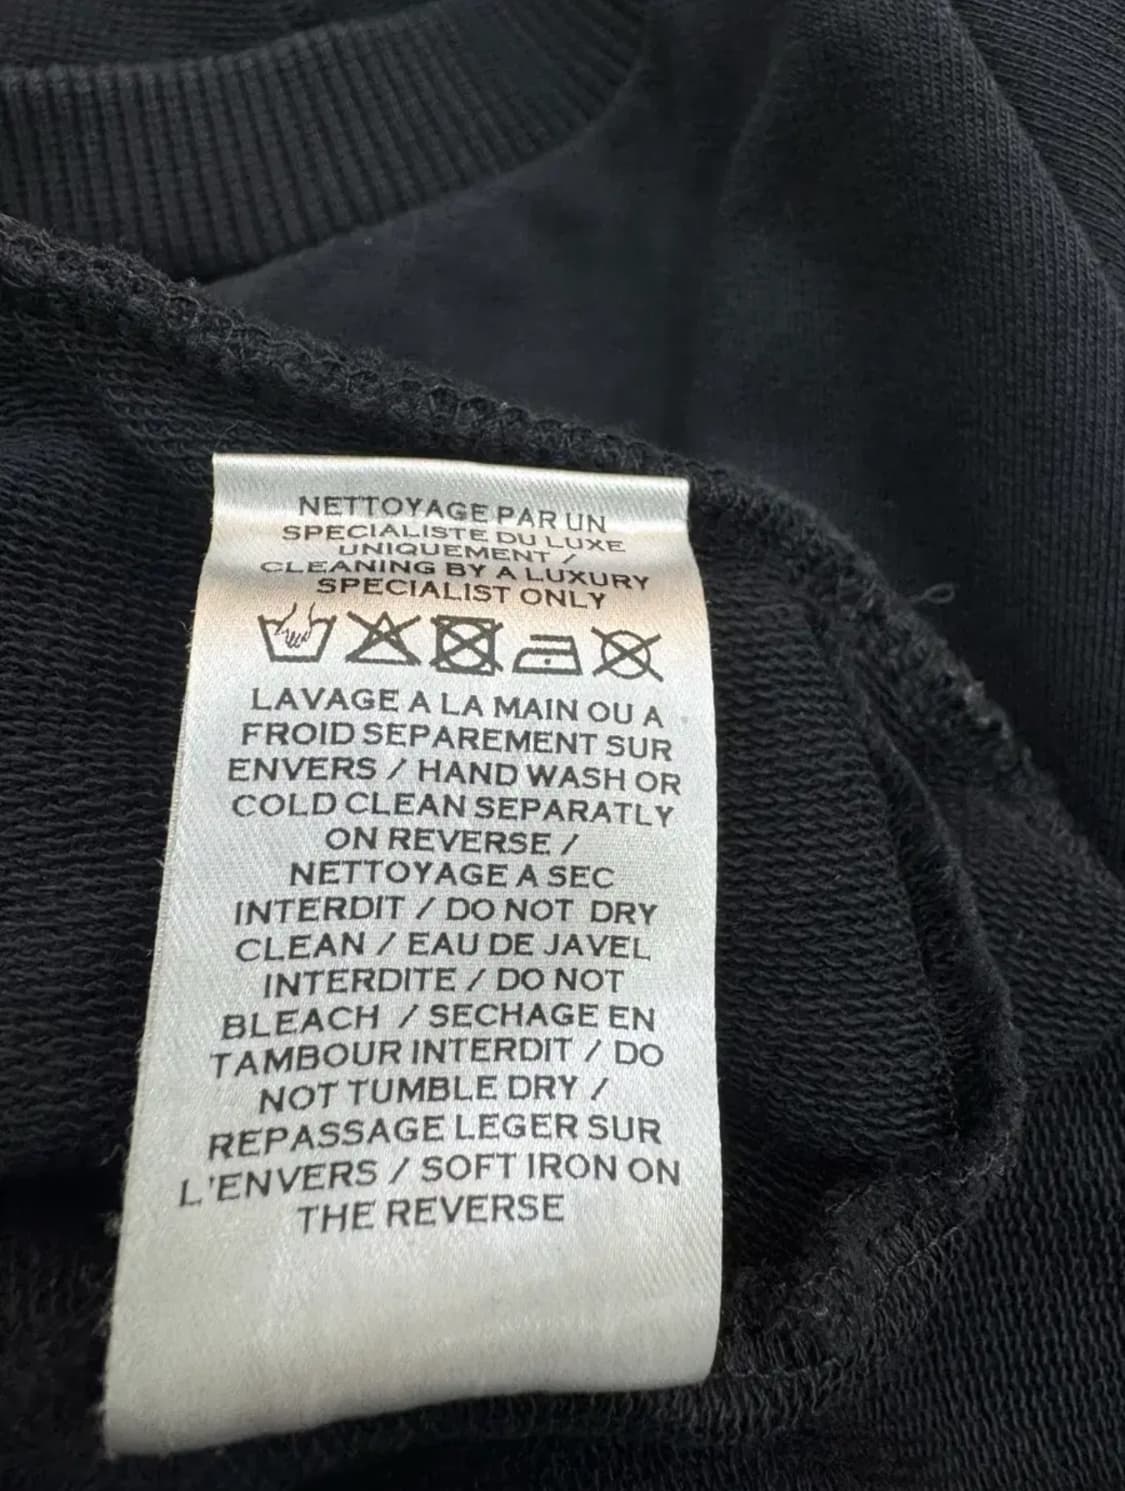 NETTOYAGE PAR UN
SPECIALISTE DU LUXE
UNIQUEMENT /
CLEANING BY A LUXURY
SPECIALIST ONLY
LAVAGE A LA MAIN OU A
FROID SEPAREMENT SUR
ENVERS / HAND WASH OR
COLD CLEAN SEPARATLY
ON REVERSE /
NETTOYAGE A SEC
INTERDIT / DO NOT DRY
CLEAN / EAU DE JAVEL
INTERDITE / DO NOT
BLEACH / SECHAGE EN
TAMBOUR INTERDIT / DO
NOT TUMBLE DRY /
REPASSAGE LEGER SUR
L'ENVERS / SOFT IRON ON
THE REVERSE